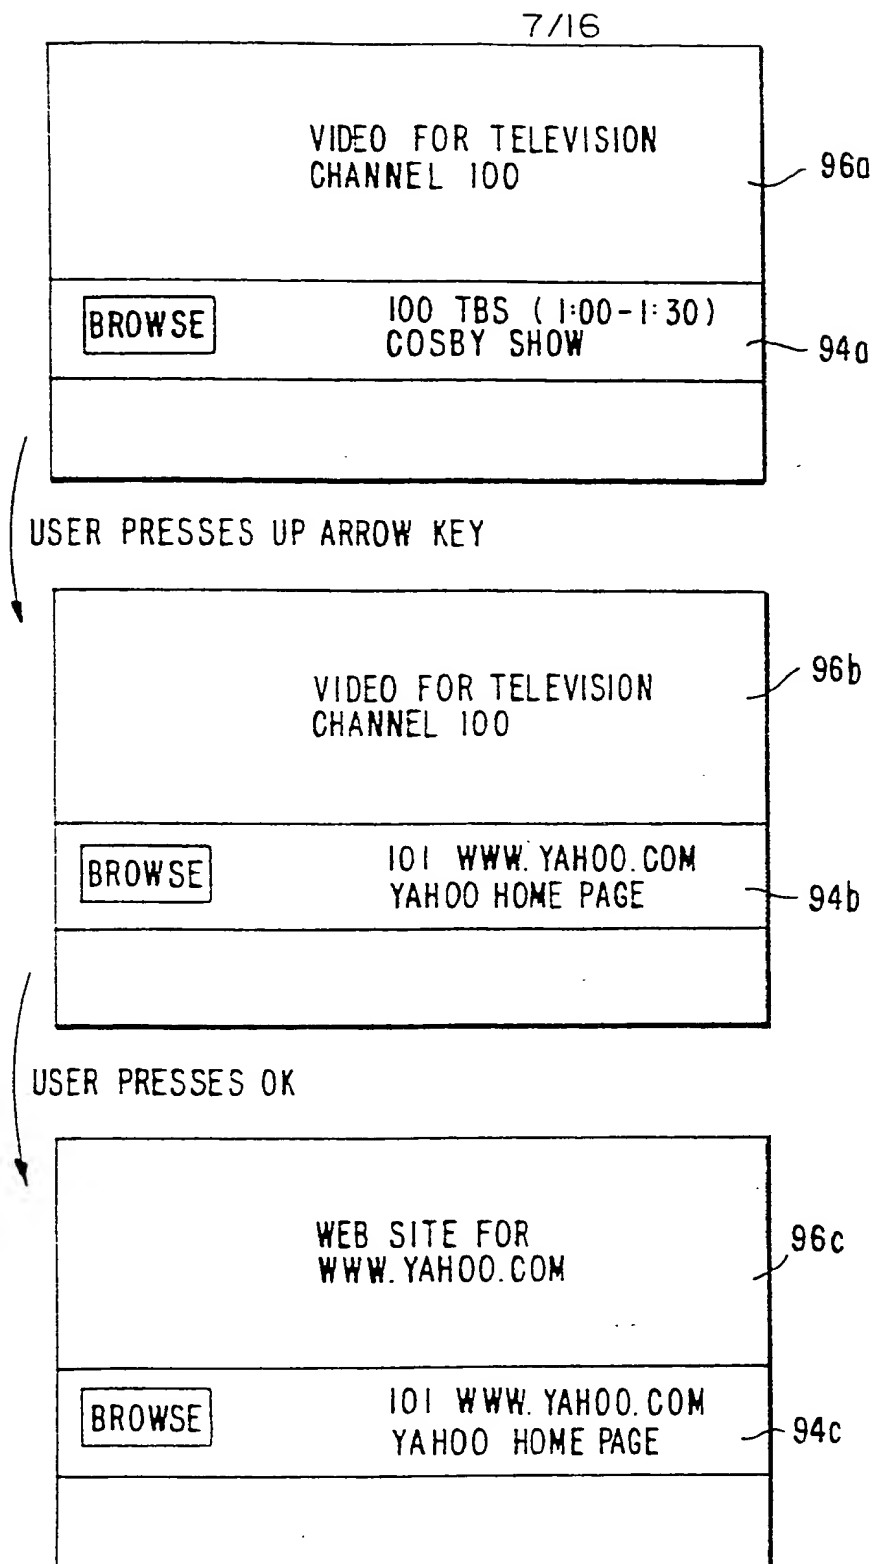 7/16
VIDEO FOR TELEVISION
CHANNEL 100
96a
BROWSE
100 TBS (1:00-1:30)
COSBY SHOW
94a
USER PRESSES UP ARROW KEY
VIDEO FOR TELEVISION
CHANNEL 100
96b
BROWSE
101 WWW.YAHOO.COM
YAHOO HOME PAGE
94b
USER PRESSES OK
WEB SITE FOR
WWW.YAHOO.COM
96c
BROWSE
101 WWW.YAHOO.COM
YAHOO HOME PAGE
94c